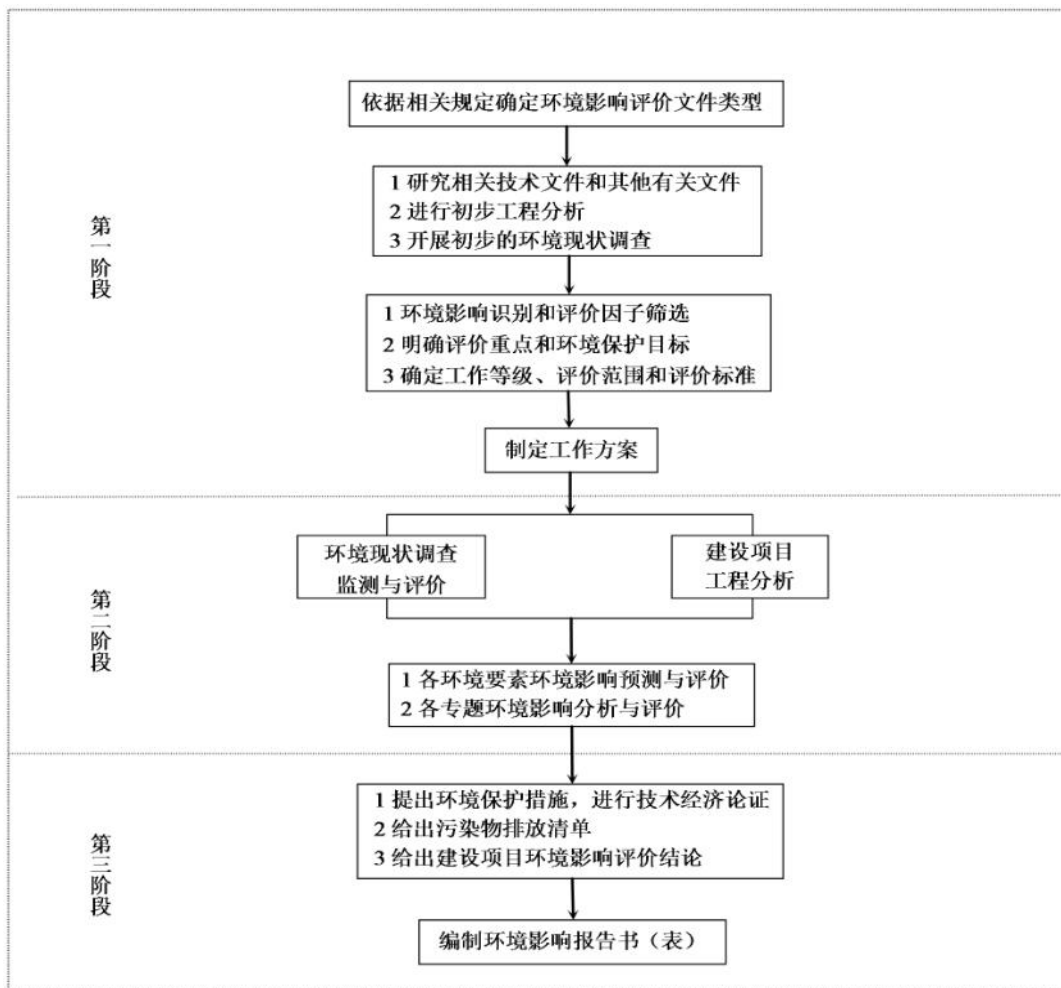 依据相关规定确定环境影响评价文件类型
1 研究相关技术文件和其他有关文件
2 进行初步工程分析
3 开展初步的环境现状调查
第一阶段
1 环境影响识别和评价因子筛选
2 明确评价重点和环境保护目标
3 确定工作等级、评价范围和评价标准
制定工作方案
第二阶段
环境现状调查
监测与评价
建设项目
工程分析
1 各环境要素环境影响预测与评价
2 各专题环境影响分析与评价
第三阶段
1 提出环境保护措施，进行技术经济论证
2 给出污染物排放清单
3 给出建设项目环境影响评价结论
编制环境影响报告书（表）